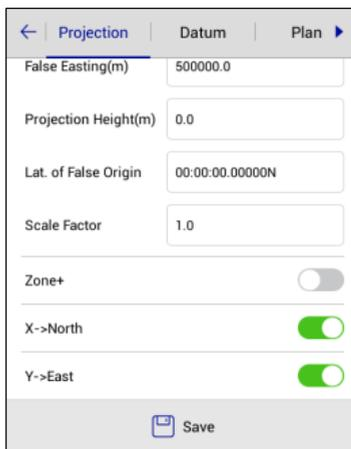 Projection Datum Plan
False Easting(m) 500000.0
Projection Height(m) 0.0
Lat. of False Origin 00:00:00.00000N
Scale Factor 1.0
Zone+
X->North
Y->East
Save